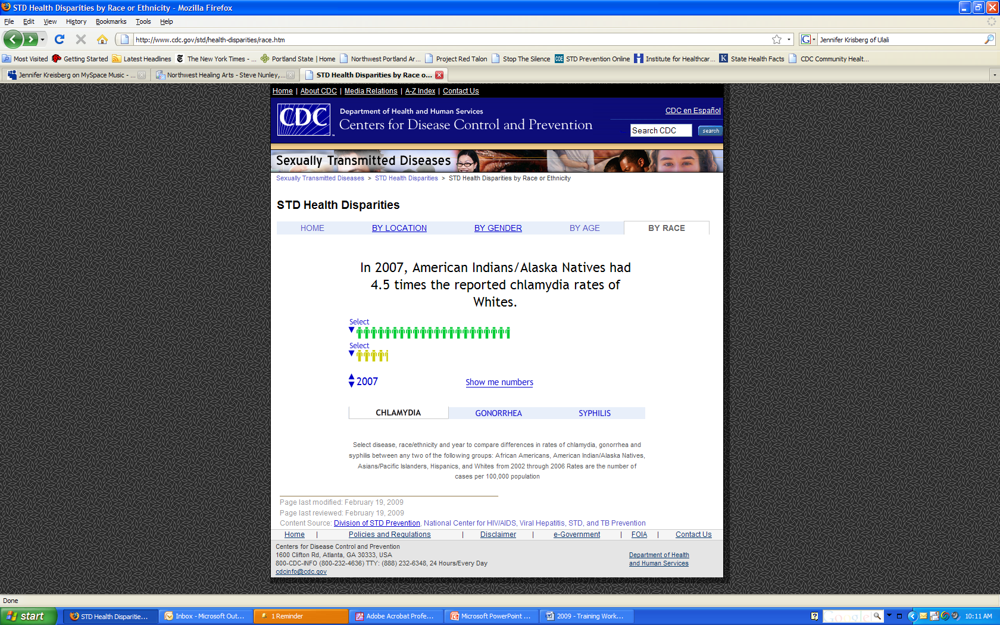 STD Health Disparities by Race or Ethnicity - Mozilla Firefox
File Edit View History Bookmarks Tools Help
http://www.cdc.gov/std/health-disparities/race.htm
G
Jennifer Krisberg of Ulali
Most Visited Getting Started Latest Headlines The New York Times - ... Portland State | Home Northwest Portland Ar... Project Red Talon Stop The Silence STD Prevention Online Institute for Healthcar... State Health Facts CDC Community Healt...
Jennifer Kreisberg on MySpace Music - ... Northwest Healing Arts - Steve Nunley,... STD Health Disparities by Race o...
Home | About CDC | Media Relations | A-Z Index | Contact Us
CDC
TM
Department of Health and Human Services
Centers for Disease Control and Prevention
CDC en Español
Search CDC search
Sexually Transmitted Diseases
Sexually Transmitted Diseases > STD Health Disparities > STD Health Disparities by Race or Ethnicity
STD Health Disparities
HOME BY LOCATION BY GENDER BY AGE BY RACE
In 2007, American Indians/Alaska Natives had
4.5 times the reported chlamydia rates of
Whites.
Select
Select
2007 Show me numbers
CHLAMYDIA GONORRHEA SYPHILIS
Select disease, race/ethnicity and year to compare differences in rates of chlamydia, gonorrhea and
syphilis between any two of the following groups: African Americans, American Indian/Alaska Natives,
Asians/Pacific Islanders, Hispanics, and Whites from 2002 through 2006 Rates are the number of
cases per 100,000 population
Page last modified: February 19, 2009
Page last reviewed: February 19, 2009
Content Source: Division of STD Prevention, National Center for HIV/AIDS, Viral Hepatitis, STD, and TB Prevention
Home | Policies and Regulations | Disclaimer | e-Government | FOIA | Contact Us
Centers for Disease Control and Prevention
1600 Clifton Rd, Atlanta, GA 30333, USA
800-CDC-INFO (800-232-4636) TTY: (888) 232-6348, 24 Hours/Every Day
cdcinfo@cdc.gov
Department of Health
and Human Services
Done
start STD Health Disparitie... Inbox - Microsoft Out... 1 Reminder Adobe Acrobat Profe... Microsoft PowerPoint ... 2009 - Training Work... Google 10:11 AM